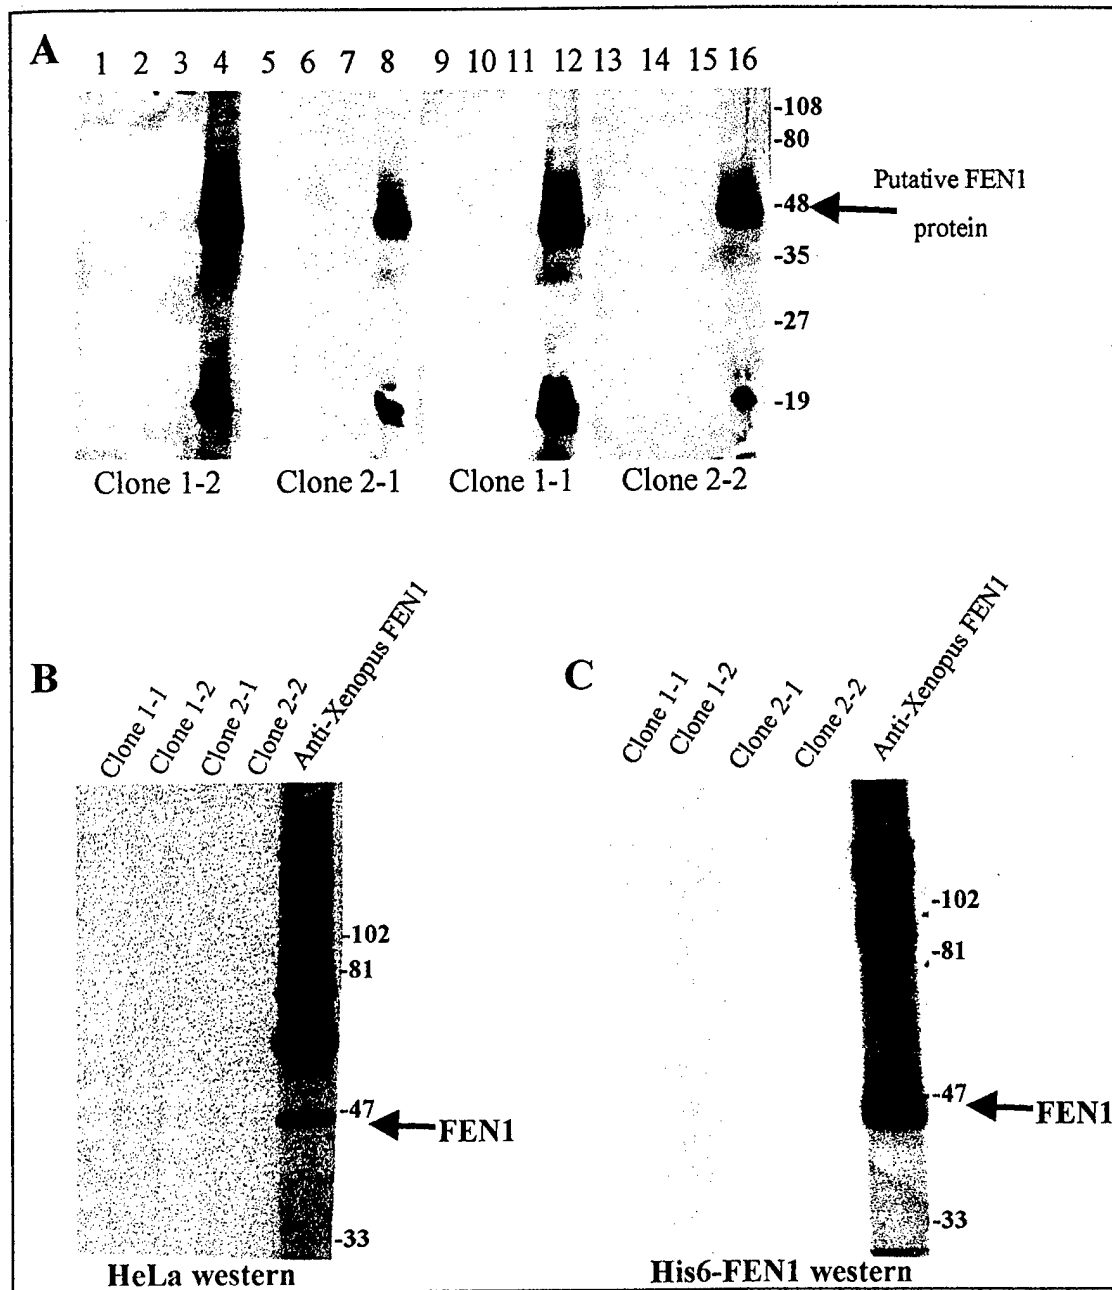 A
1 2 3 4 5 6 7 8 9 10 11 12 13 14 15 16
-108
-80
Putative FEN1
-48
protein
-35
-27
-19
Clone 1-2 Clone 2-1 Clone 1-1 Clone 2-2
B
Clone 1-1
Clone 1-2
Clone 2-1
Clone 2-2
Anti-Xenopus FEN1
-102
-81
-47
FEN1
-33
HeLa western
C
Clone 1-1
Clone 1-2
Clone 2-1
Clone 2-2
Anti-Xenopus FEN1
-102
-81
-47
FEN1
-33
His6-FEN1 western